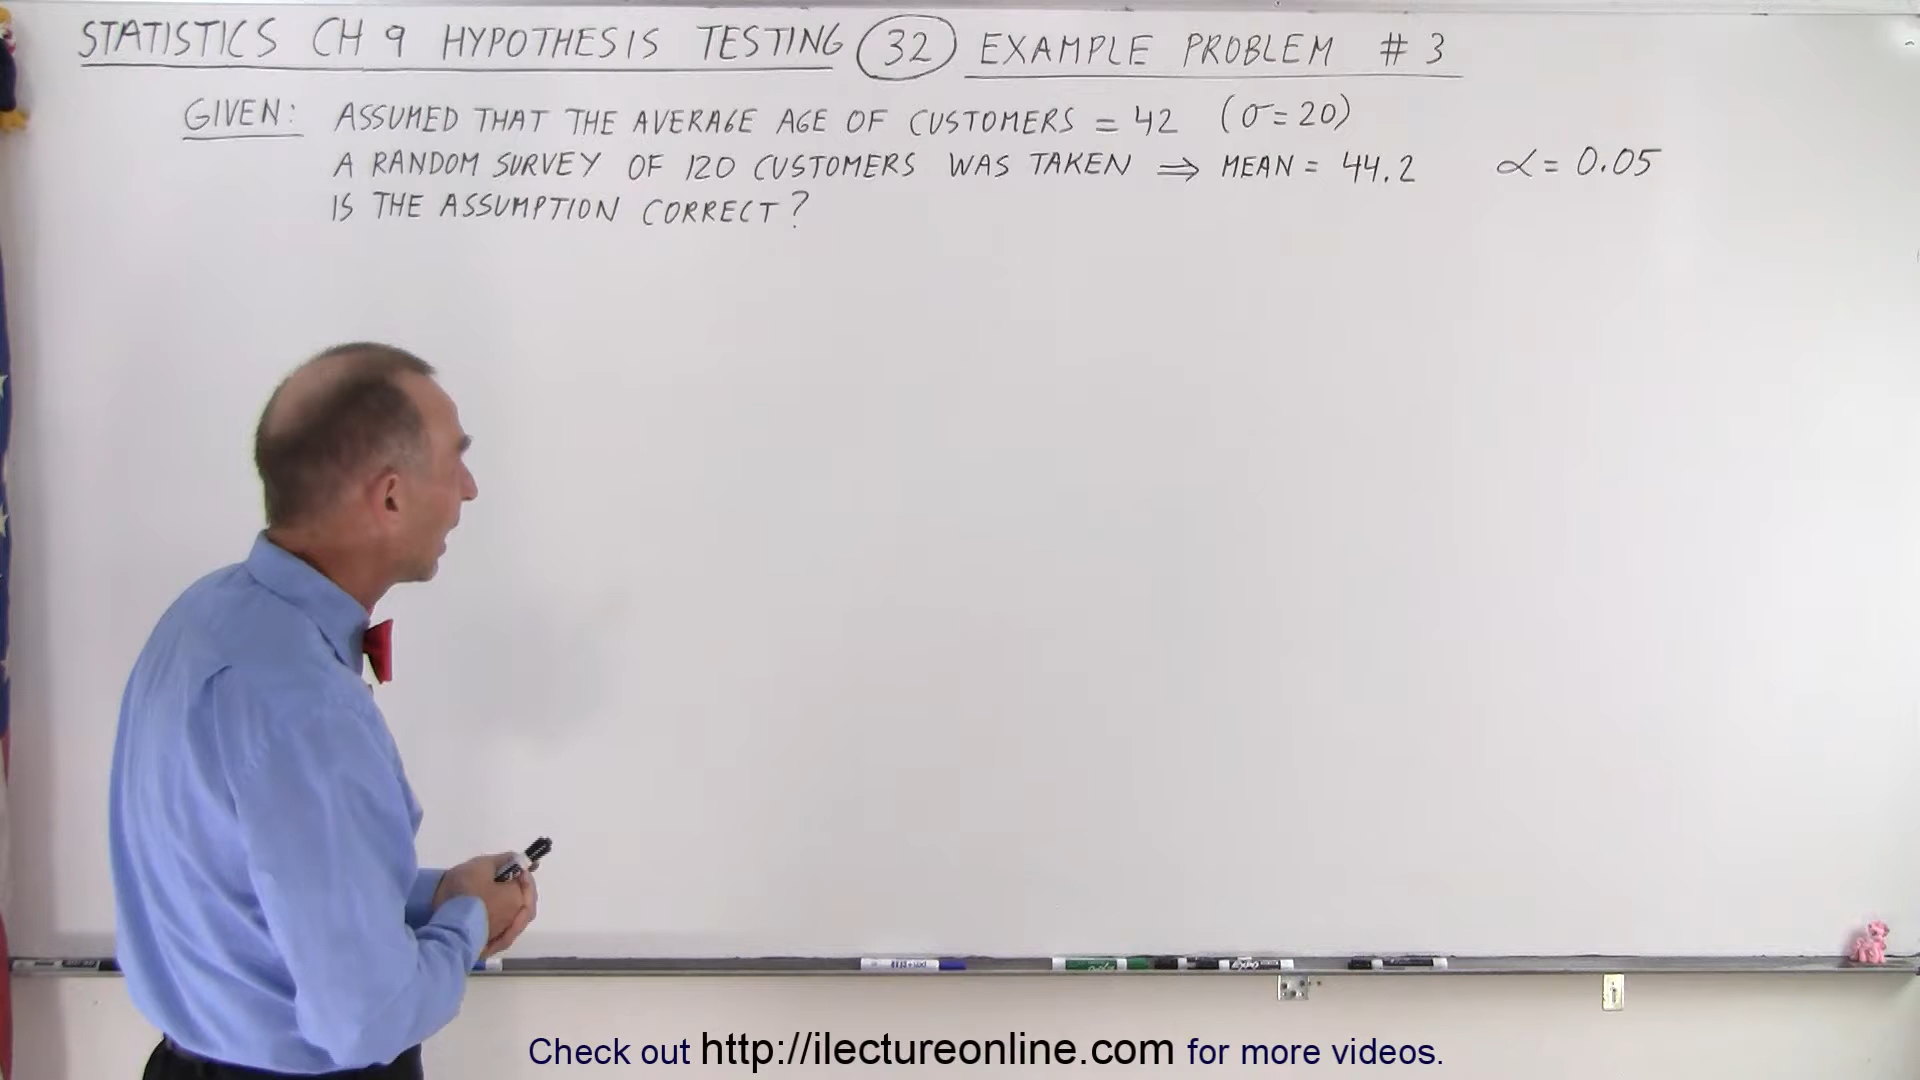 STATISTICS CH 9 HYPOTHESIS TESTING 32 EXAMPLE PROBLEM # 3
GIVEN: ASSUMED THAT THE AVERAGE AGE OF CUSTOMERS = 42 (σ = 20)
A RANDOM SURVEY OF 120 CUSTOMERS WAS TAKEN ⇒ MEAN = 44.2 α = 0.05
IS THE ASSUMPTION CORRECT?
Check out http://ilectureonline.com for more videos.